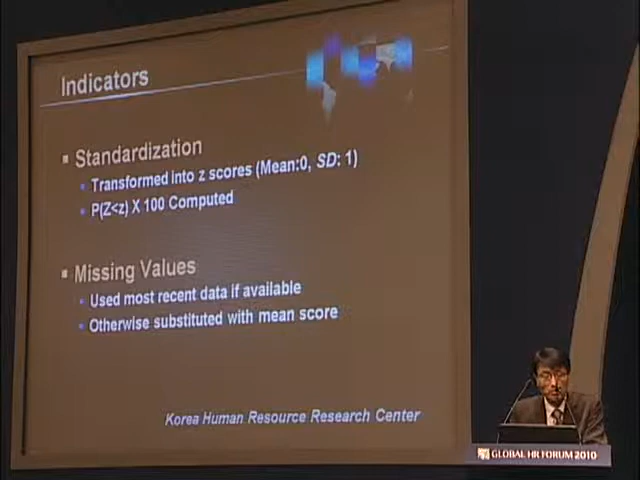 Indicators
▪ Standardization
• Transformed into z scores (Mean:0, SD: 1)
• P(Z<z) X 100 Computed
▪ Missing Values
• Used most recent data if available
• Otherwise substituted with mean score
Korea Human Resource Research Center
GLOBAL HR FORUM 2010